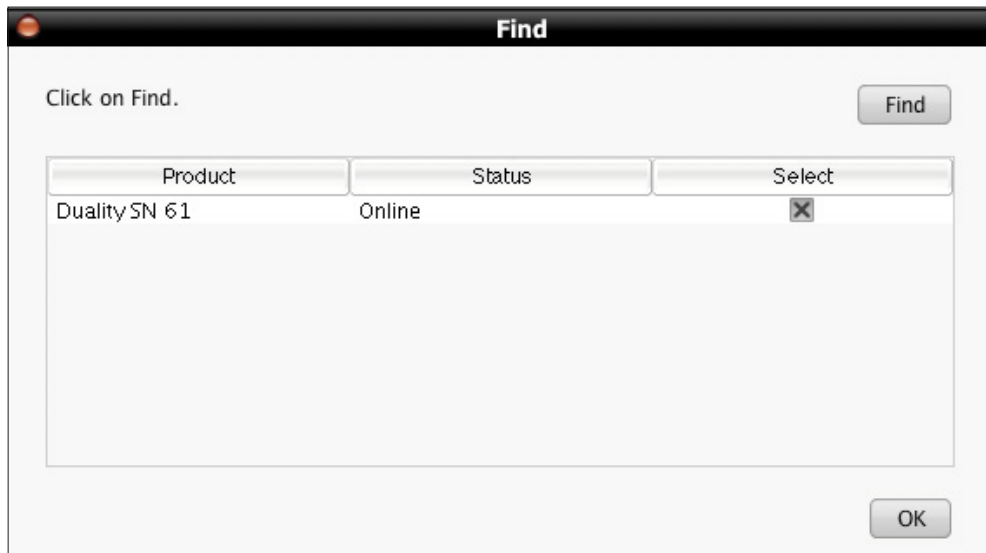 Find
Click on Find.
Find
Product Status Select
Duality SN 61 Online
OK